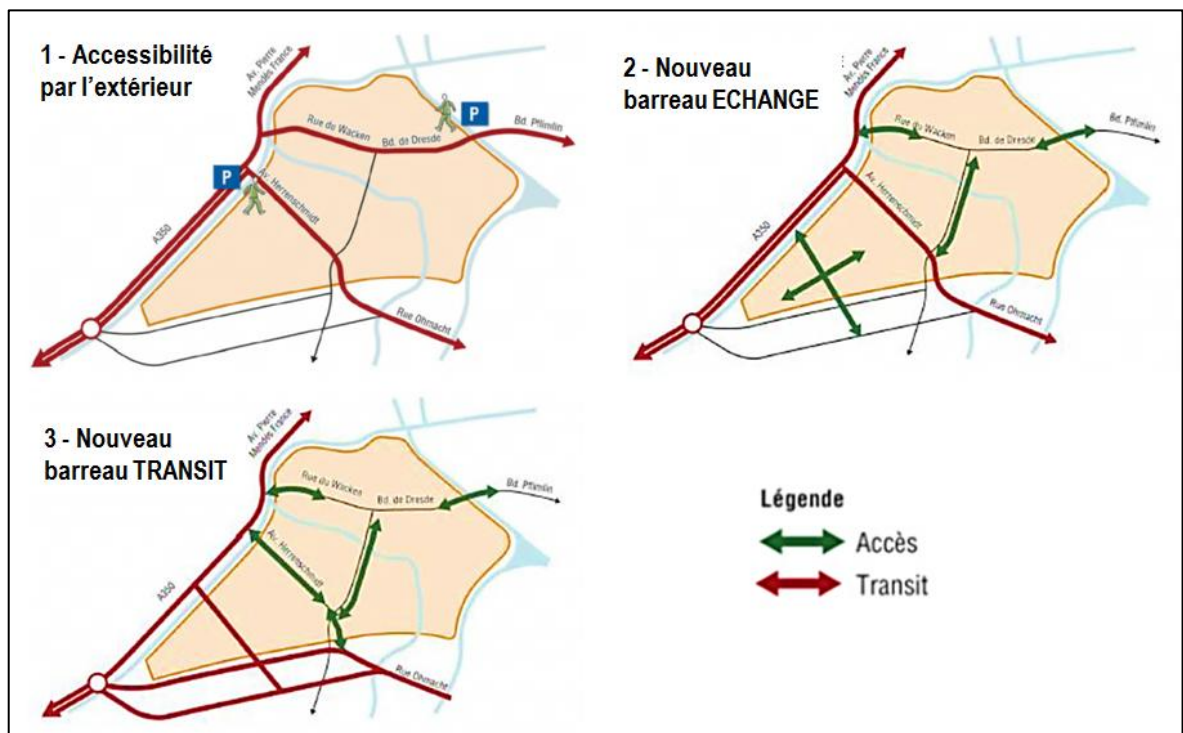 1 - Accessibilité
par l'extérieur
Av. Pierre
Mendès France
P
Rue du Wacken
Bd. de Dresde
Bd. Pflimlin
P
Av. Herrenschmidt
A350
Rue Ohmacht
2 - Nouveau
barreau ECHANGE
Av. Pierre
Mendès France
Rue du Wacken
Bd. de Dresde
Bd. Pflimlin
Av. Herrenschmidt
A350
Rue Ohmacht
3 - Nouveau
barreau TRANSIT
Av. Pierre
Mendès France
Rue du Wacken
Bd. de Dresde
Bd. Pflimlin
Av. Herrenschmidt
A350
Rue Ohmacht
Légende
Accès
Transit